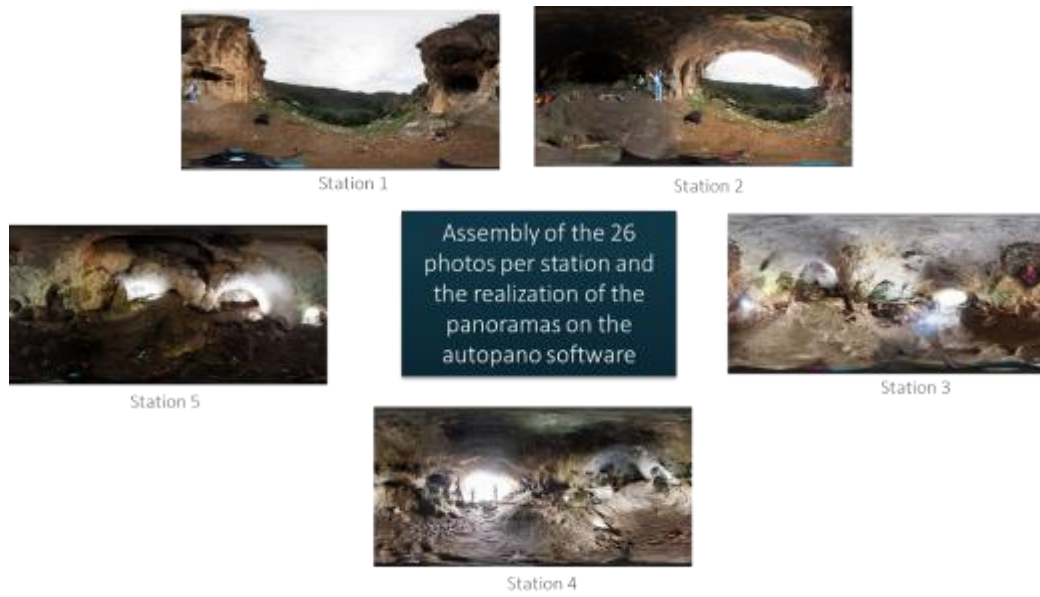 Station 1
Station 2
Assembly of the 26
photos per station and
the realization of the
panoramas on the
autopano software
Station 5
Station 3
Station 4